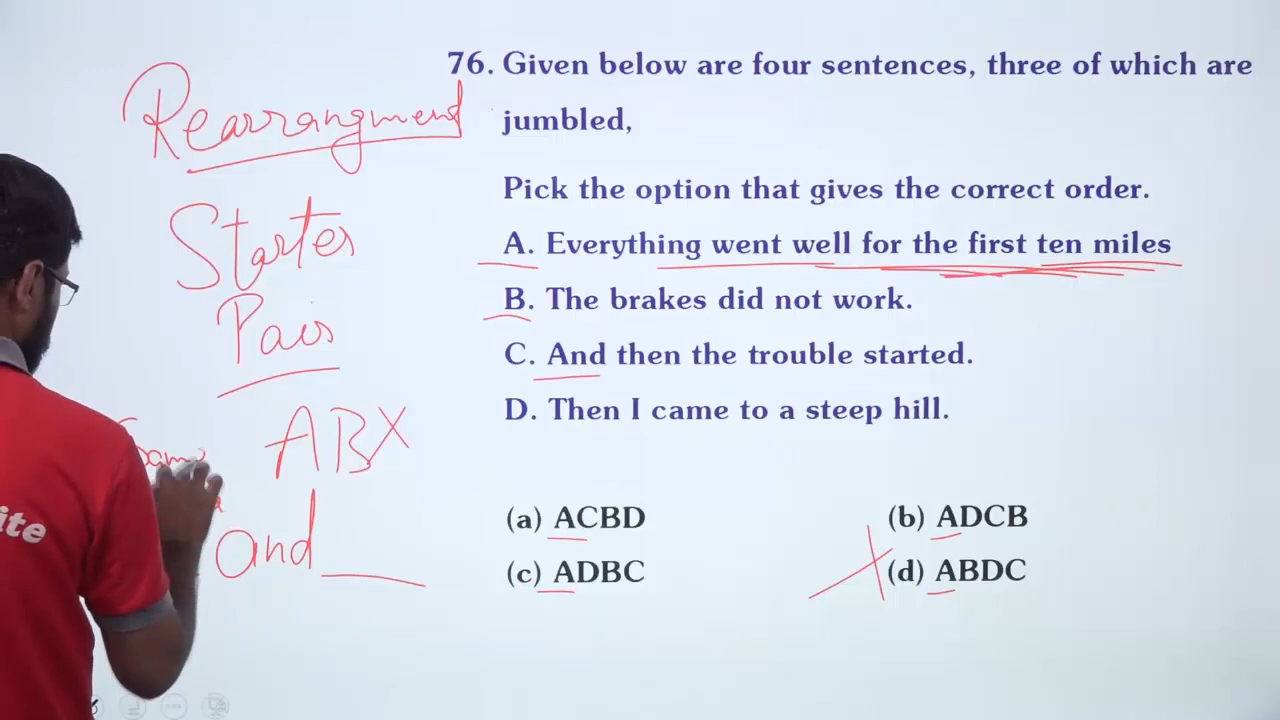 76. Given below are four sentences, three of which are
jumbled,
Pick the option that gives the correct order.
A. Everything went well for the first ten miles
B. The brakes did not work.
C. And then the trouble started.
D. Then I came to a steep hill.
(a) ACBD
(b) ADCB
(c) ADBC
(d) ABDC
Rearrangment
Starter
Pairs
ABX
and
ite